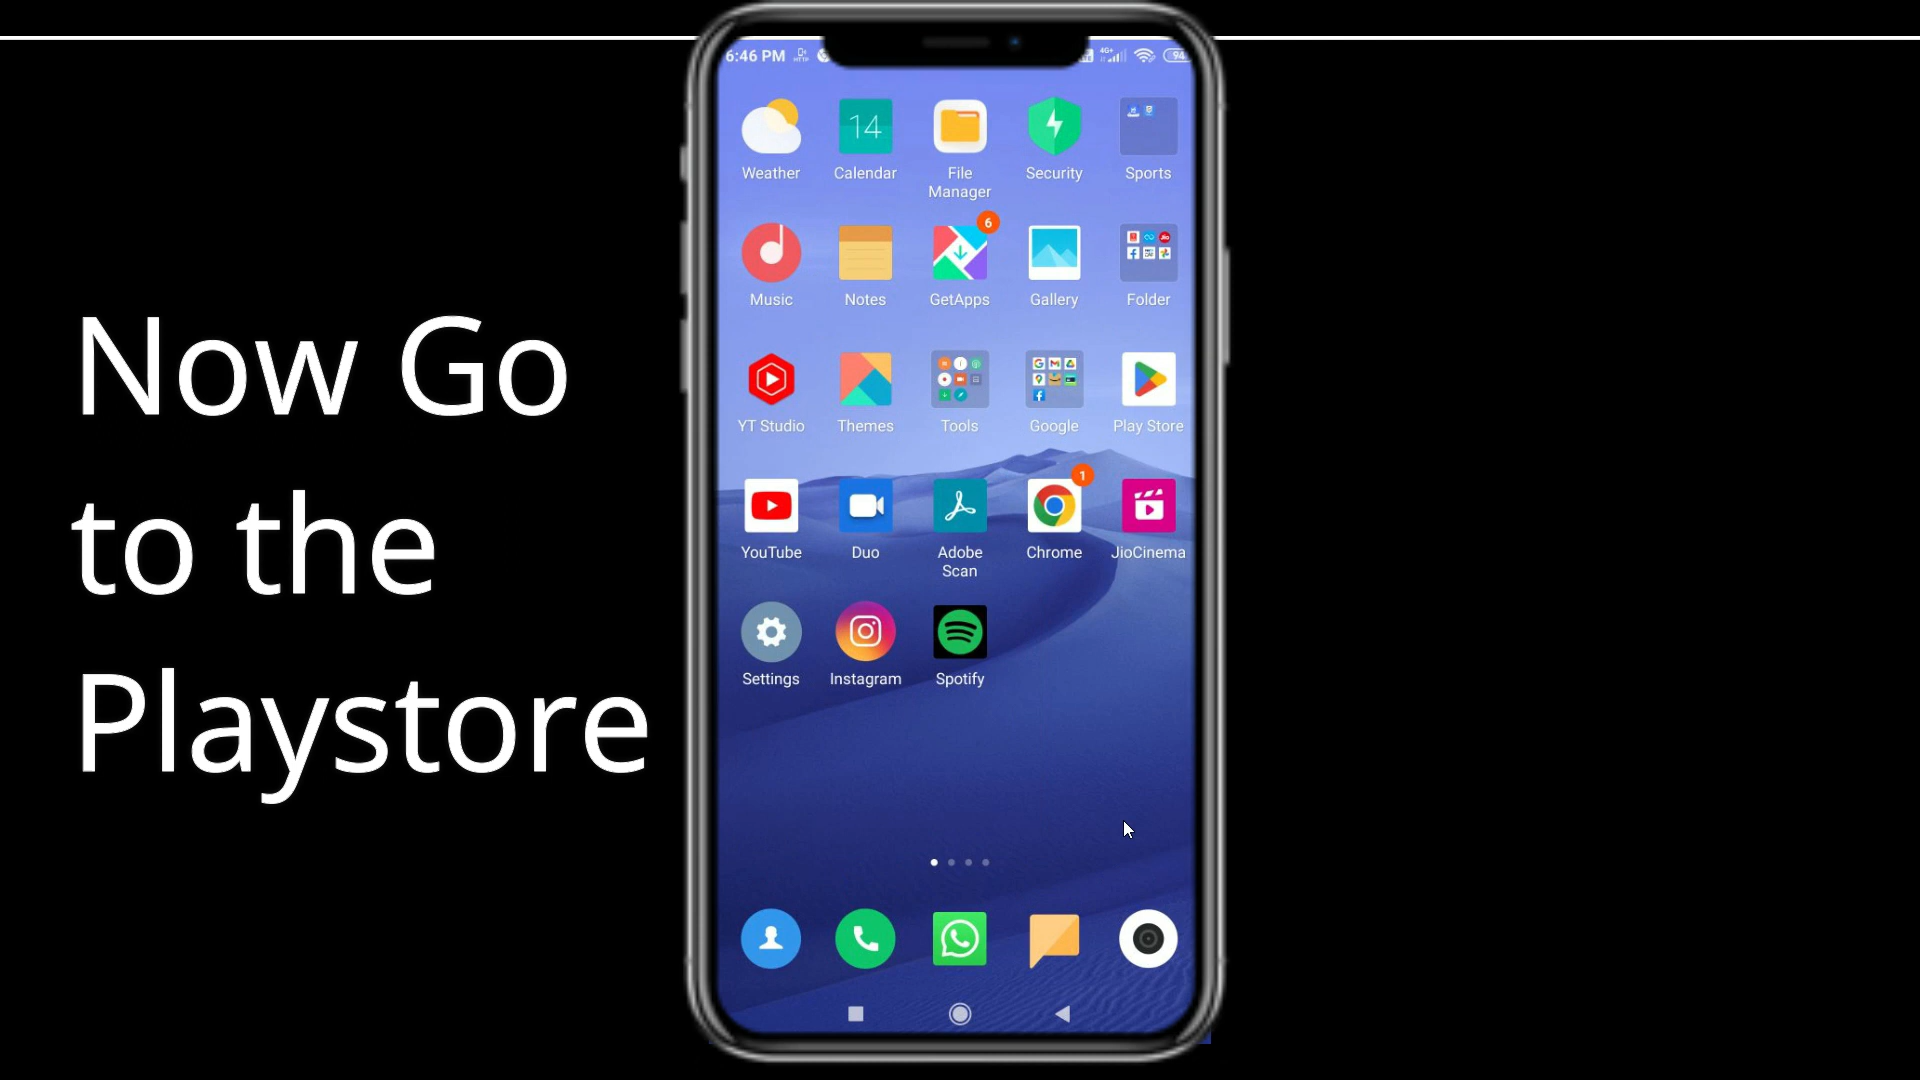 Now Go
to the
Playstore
6:46 PM
4G+
94
14
Weather
Calendar
File
Manager
Security
Sports
6
Music
Notes
GetApps
Gallery
Folder
YT Studio
Themes
Tools
Google
Play Store
1
YouTube
Duo
Adobe
Scan
Chrome
JioCinema
Settings
Instagram
Spotify